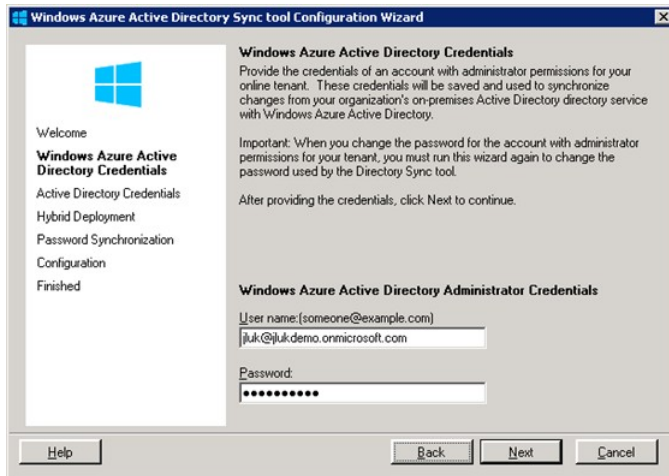 Windows Azure Active Directory Sync tool Configuration Wizard
Welcome
Windows Azure Active
Directory Credentials
Active Directory Credentials
Hybrid Deployment
Password Synchronization
Configuration
Finished
Windows Azure Active Directory Credentials
Provide the credentials of an account with administrator permissions for your
online tenant. These credentials will be saved and used to synchronize
changes from your organization's on-premises Active Directory directory service
with Windows Azure Active Directory.
Important: When you change the password for the account with administrator
permissions for your tenant, you must run this wizard again to change the
password used by the Directory Sync tool.
After providing the credentials, click Next to continue.
Windows Azure Active Directory Administrator Credentials
User name:(someone@example.com)
jluk@jlukdemo.onmicrosoft.com
Password:
●●●●●●●●●●
Help
Back
Next
Cancel